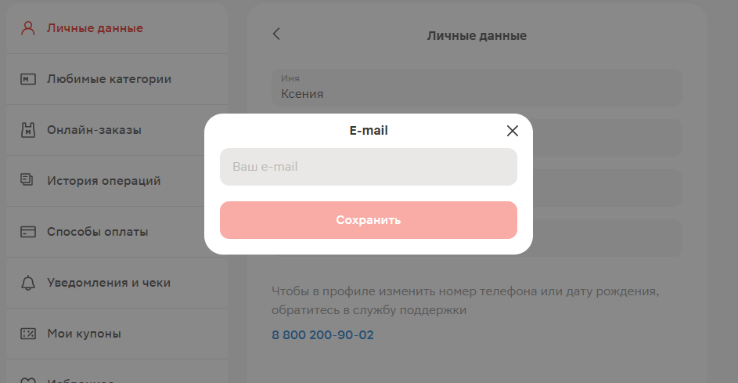 Личные данные
Любимые категории
Онлайн-заказы
История операций
Способы оплаты
Уведомления и чеки
Мои купоны
Избранное
Личные данные
Имя
Ксения
E-mail
Ваш e-mail
Сохранить
Чтобы в профиле изменить номер телефона или дату рождения,
обратитесь в службу поддержки
8 800 200-90-02